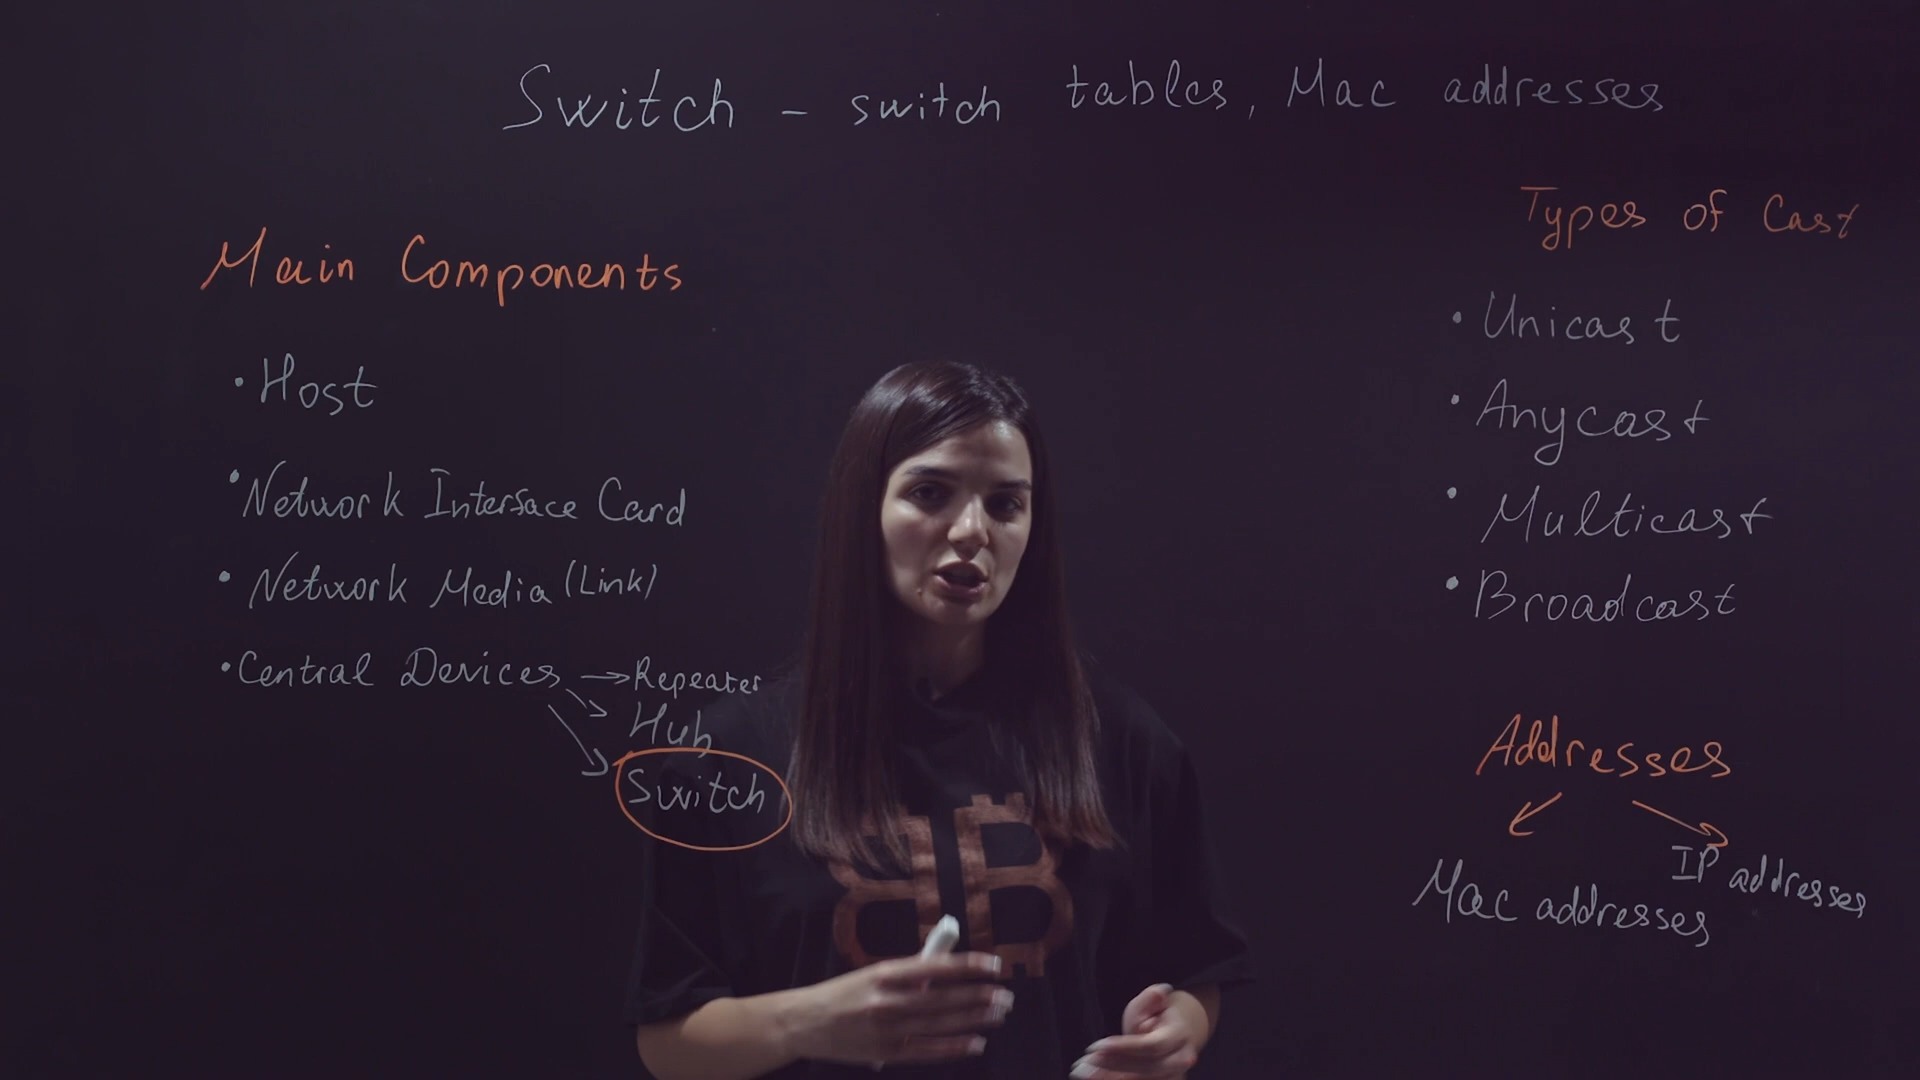 Switch - switch tables, Mac addresses
Main Components
• Host
• Network Interface Card
• Network Media (Link)
• Central Devices → Repeater
Hub
Switch
Types of Cast
• Unicast
• Anycast
• Multicast
• Broadcast
Addresses
IP addresses
Mac addresses